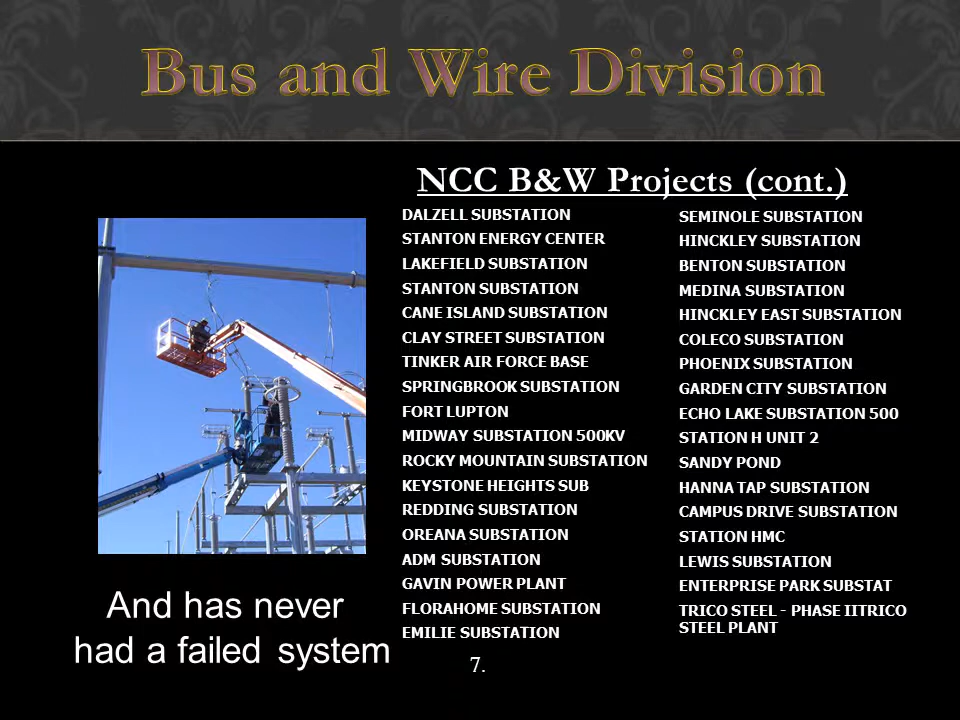 Bus and Wire Division
NCC B&W Projects (cont.)
DALZELL SUBSTATION
STANTON ENERGY CENTER
LAKEFIELD SUBSTATION
STANTON SUBSTATION
CANE ISLAND SUBSTATION
CLAY STREET SUBSTATION
TINKER AIR FORCE BASE
SPRINGBROOK SUBSTATION
FORT LUPTON
MIDWAY SUBSTATION 500KV
ROCKY MOUNTAIN SUBSTATION
KEYSTONE HEIGHTS SUB
REDDING SUBSTATION
OREANA SUBSTATION
ADM SUBSTATION
GAVIN POWER PLANT
FLORAHOME SUBSTATION
EMILIE SUBSTATION
SEMINOLE SUBSTATION
HINCKLEY SUBSTATION
BENTON SUBSTATION
MEDINA SUBSTATION
HINCKLEY EAST SUBSTATION
COLECO SUBSTATION
PHOENIX SUBSTATION
GARDEN CITY SUBSTATION
ECHO LAKE SUBSTATION 500
STATION H UNIT 2
SANDY POND
HANNA TAP SUBSTATION
CAMPUS DRIVE SUBSTATION
STATION HMC
LEWIS SUBSTATION
ENTERPRISE PARK SUBSTAT
TRICO STEEL - PHASE IITRICO
STEEL PLANT
And has never
had a failed system
7.